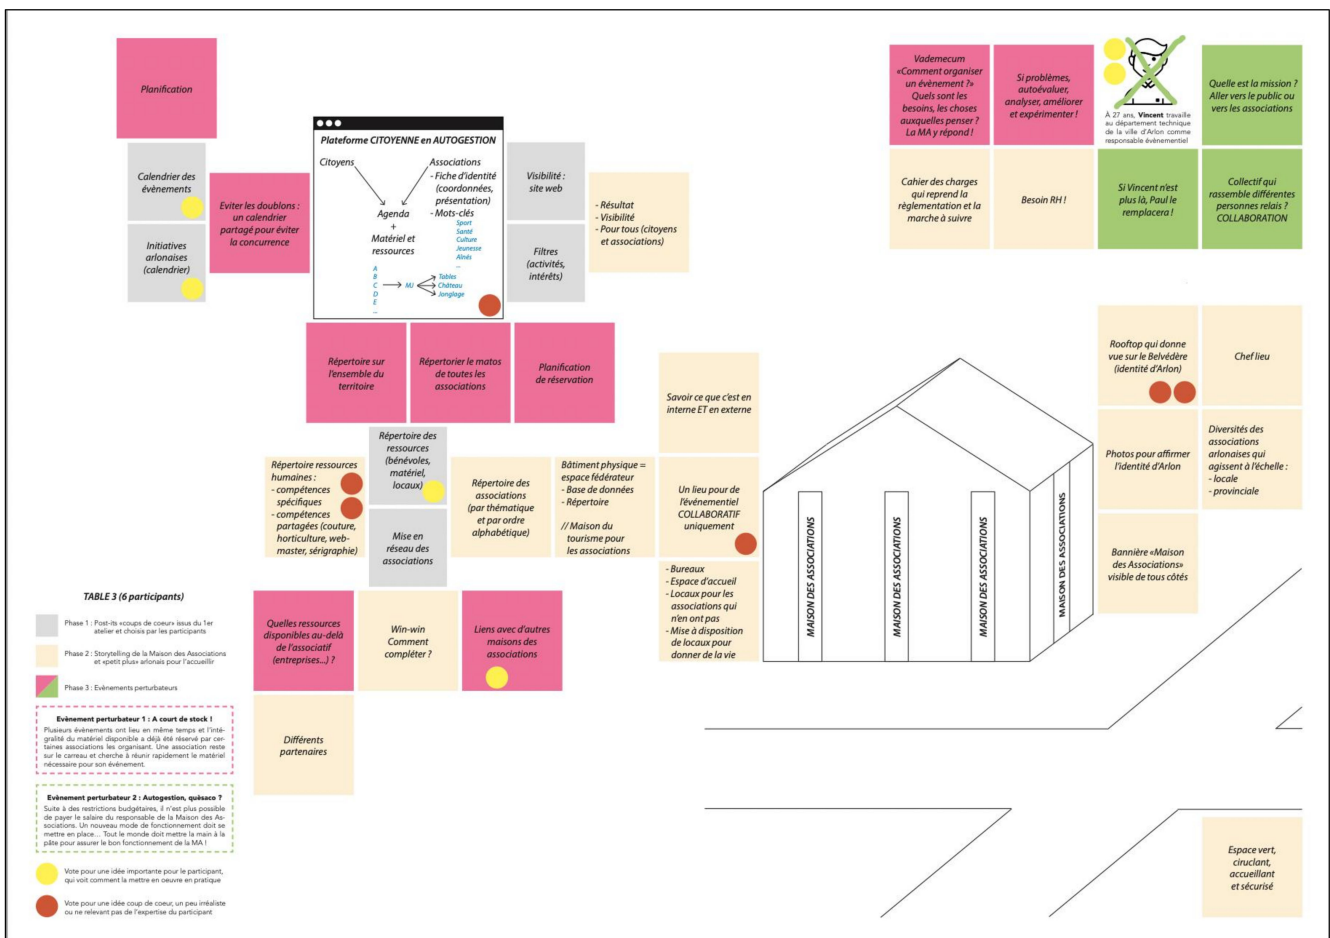 Planification
Calendrier des
évènements
Initiatives
arlonaises
(calendrier)
Eviter les doublons :
un calendrier
partagé pour éviter
la concurrence
Plateforme CITOYENNE en AUTOGESTION
Citoyens
Associations
- Fiche d'identité
(coordonnées,
présentation)
- Mots-clés
Sport
Santé
Culture
Jeunesse
Aînés
...
Agenda
+
Matériel et
ressources
A
B
C
D
E
...
MJ
Tables
Château
Jonglage
Visibilité :
site web
Filtres
(activités,
intérêts)
- Résultat
- Visibilité
- Pour tous (citoyens
et associations)
Vademecum
«Comment organiser
un évènement ?»
Quels sont les
besoins, les choses
auxquelles penser ?
La MA y répond !
Si problèmes,
autoévaluer,
analyser, améliorer
et expérimenter !
À 27 ans, Vincent travaille
au département technique
de la ville d'Arlon comme
responsable évènementiel
Quelle est la mission ?
Aller vers le public ou
vers les associations
Cahier des charges
qui reprend la
règlementation et la
marche à suivre
Besoin RH !
Si Vincent n'est
plus là, Paul le
remplacera !
Collectif qui
rassemble différentes
personnes relais ?
COLLABORATION
Répertoire sur
l'ensemble du
territoire
Répertorier le matos
de toutes les
associations
Planification
de réservation
Répertoire ressources
humaines :
- compétences
spécifiques
- compétences
partagées (couture,
horticulture, web-
master, sérigraphie)
Répertoire des
ressources
(bénévoles,
matériel,
locaux)
Mise en
réseau des
associations
Répertoire des
associations
(par thématique
et par ordre
alphabétique)
Bâtiment physique =
espace fédérateur
- Base de données
- Répertoire
// Maison du
tourisme pour
les associations
Savoir ce que c'est en
interne ET en externe
Un lieu pour de
l'événementiel
COLLABORATIF
uniquement
- Bureaux
- Espace d'accueil
- Locaux pour les
associations qui
n'en ont pas
- Mise à disposition
de locaux pour
donner de la vie
MAISON DES ASSOCIATIONS
MAISON DES ASSOCIATIONS
MAISON DES ASSOCIATIONS
MAISON DES ASSOCIATIONS
Rooftop qui donne
vue sur le Belvédère
(identité d'Arlon)
Chef lieu
Photos pour affirmer
l'identité d'Arlon
Diversités des
associations
arlonaises qui
agissent à l'échelle :
- locale
- provinciale
Bannière «Maison
des Associations»
visible de tous côtés
Quelles ressources
disponibles au-delà
de l'associatif
(entreprises...) ?
Win-win
Comment
compléter ?
Liens avec d'autres
maisons des
associations
Différents
partenaires
Espace vert,
ciruclant,
accueillant
et sécurisé
TABLE 3 (6 participants)
Phase 1 : Post-its «coups de coeur» issus du 1er
atelier et choisis par les participants
Phase 2 : Storytelling de la Maison des Associations
et «petit plus» arlonais pour l'accueillir
Phase 3 : Evènements perturbateurs
Evènement perturbateur 1 : A court de stock !
Plusieurs évènements ont lieu en même temps et l'inté-
gralité du matériel disponible a déjà été réservé par cer-
taines associations les organisant. Une association reste
sur le carreau et cherche à réunir rapidement le matériel
nécessaire pour son événement.
Evènement perturbateur 2 : Autogestion, quèsaco ?
Suite à des restrictions budgétaires, il n'est plus possible
de payer le salaire du responsable de la Maison des As-
sociations. Un nouveau mode de fonctionnement doit se
mettre en place... Tout le monde doit mettre la main à la
pâte pour assurer le bon fonctionnement de la MA !
Vote pour une idée importante pour le participant,
qui voit comment la mettre en oeuvre en pratique
Vote pour une idée coup de coeur, un peu irréaliste
ou ne relevant pas de l'expertise du participant